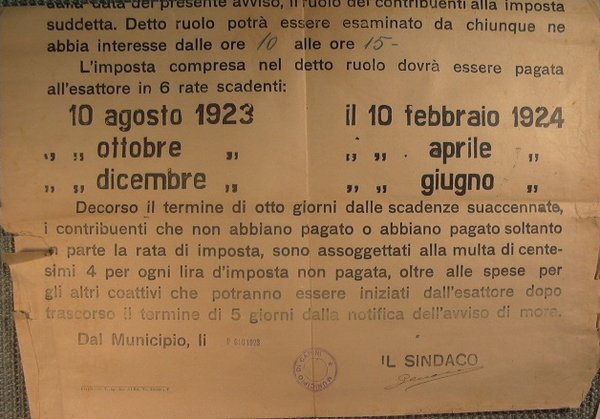 dalla data del presente avviso, il ruolo dei contribuenti alla imposta
suddetta. Detto ruolo potrà essere esaminato da chiunque ne
abbia interesse dalle ore 10 alle ore 15-
L'imposta compresa nel detto ruolo dovrà essere pagata
all'esattore in 6 rate scadenti:
10 agosto 1923 il 10 febbraio 1924
„ „ ottobre „ „ „ aprile „
„ „ dicembre „ „ „ giugno „
Decorso il termine di otto giorni dalle scadenze suaccennate,
i contribuenti che non abbiano pagato o abbiano pagato soltanto
in parte la rata di imposta, sono assoggettati alla multa di cente-
simi 4 per ogni lira d'imposta non pagata, oltre alle spese per
gli altri coattivi che potranno essere iniziati dall'esattore dopo
trascorso il termine di 5 giorni dalla notifica dell'avviso di mora.
Dal Municipio, li GIU 1923
MUNICIPIO DI
IL SINDACO